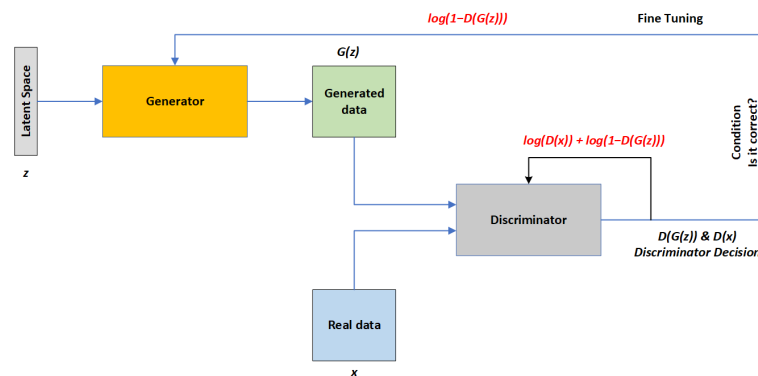 log(1−D(G(z)))
Fine Tuning
G(z)
Latent Space
Generator
Generated
data
Condition
Is it correct?
log(D(x)) + log(1−D(G(z)))
z
Discriminator
D(G(z)) & D(x)
Discriminator Decision
Real data
x